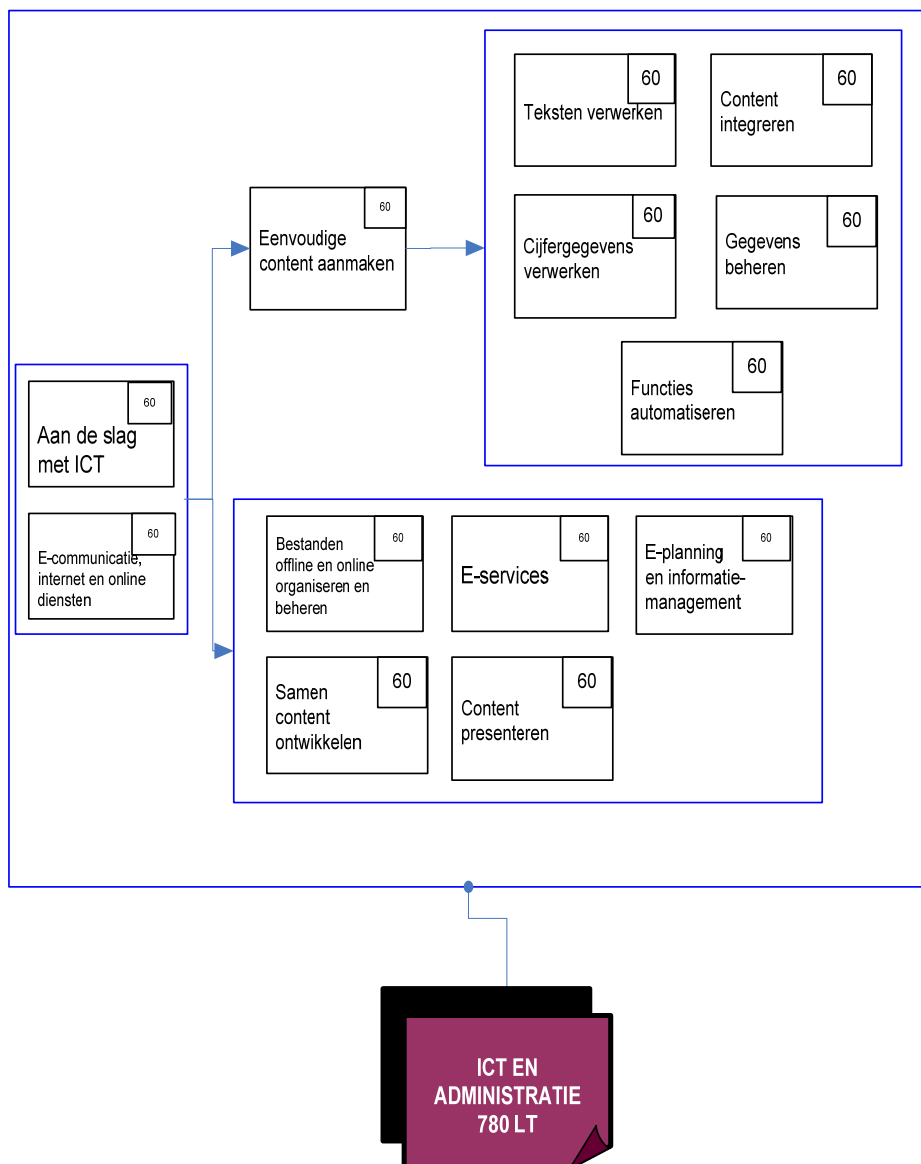 60
Teksten verwerken
60
Content
integreren
60
Eenvoudige
content aanmaken
60
Cijfergegevens
verwerken
60
Gegevens
beheren
60
Functies
automatiseren
60
Aan de slag
met ICT
60
E-communicatie,
internet en online
diensten
60
Bestanden
offline en online
organiseren en
beheren
60
E-services
60
E-planning
en informatie-
management
60
Samen
content
ontwikkelen
60
Content
presenteren
ICT EN
ADMINISTRATIE
780 LT